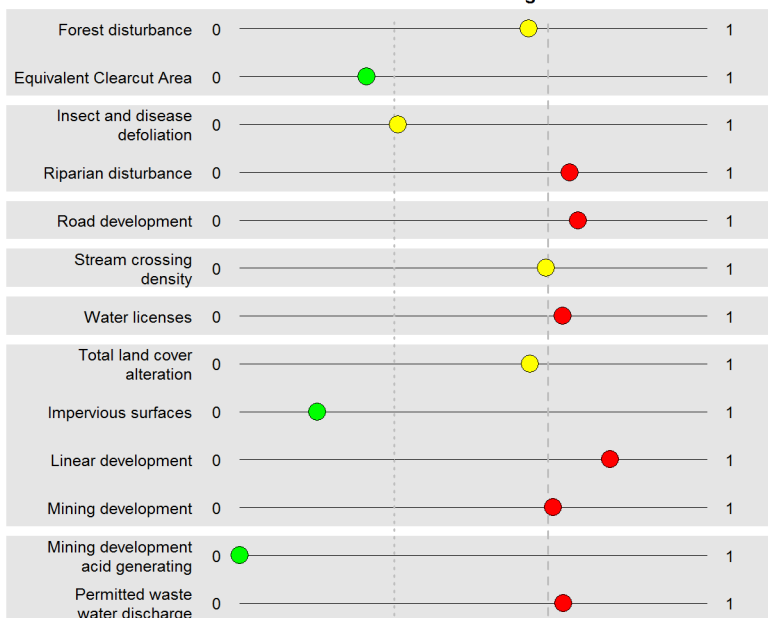 Forest disturbance 0 1
Equivalent Clearcut Area 0 1
Insect and disease
defoliation 0 1
Riparian disturbance 0 1
Road development 0 1
Stream crossing
density 0 1
Water licenses 0 1
Total land cover
alteration 0 1
Impervious surfaces 0 1
Linear development 0 1
Mining development 0 1
Mining development
acid generating 0 1
Permitted waste
water discharge 0 1